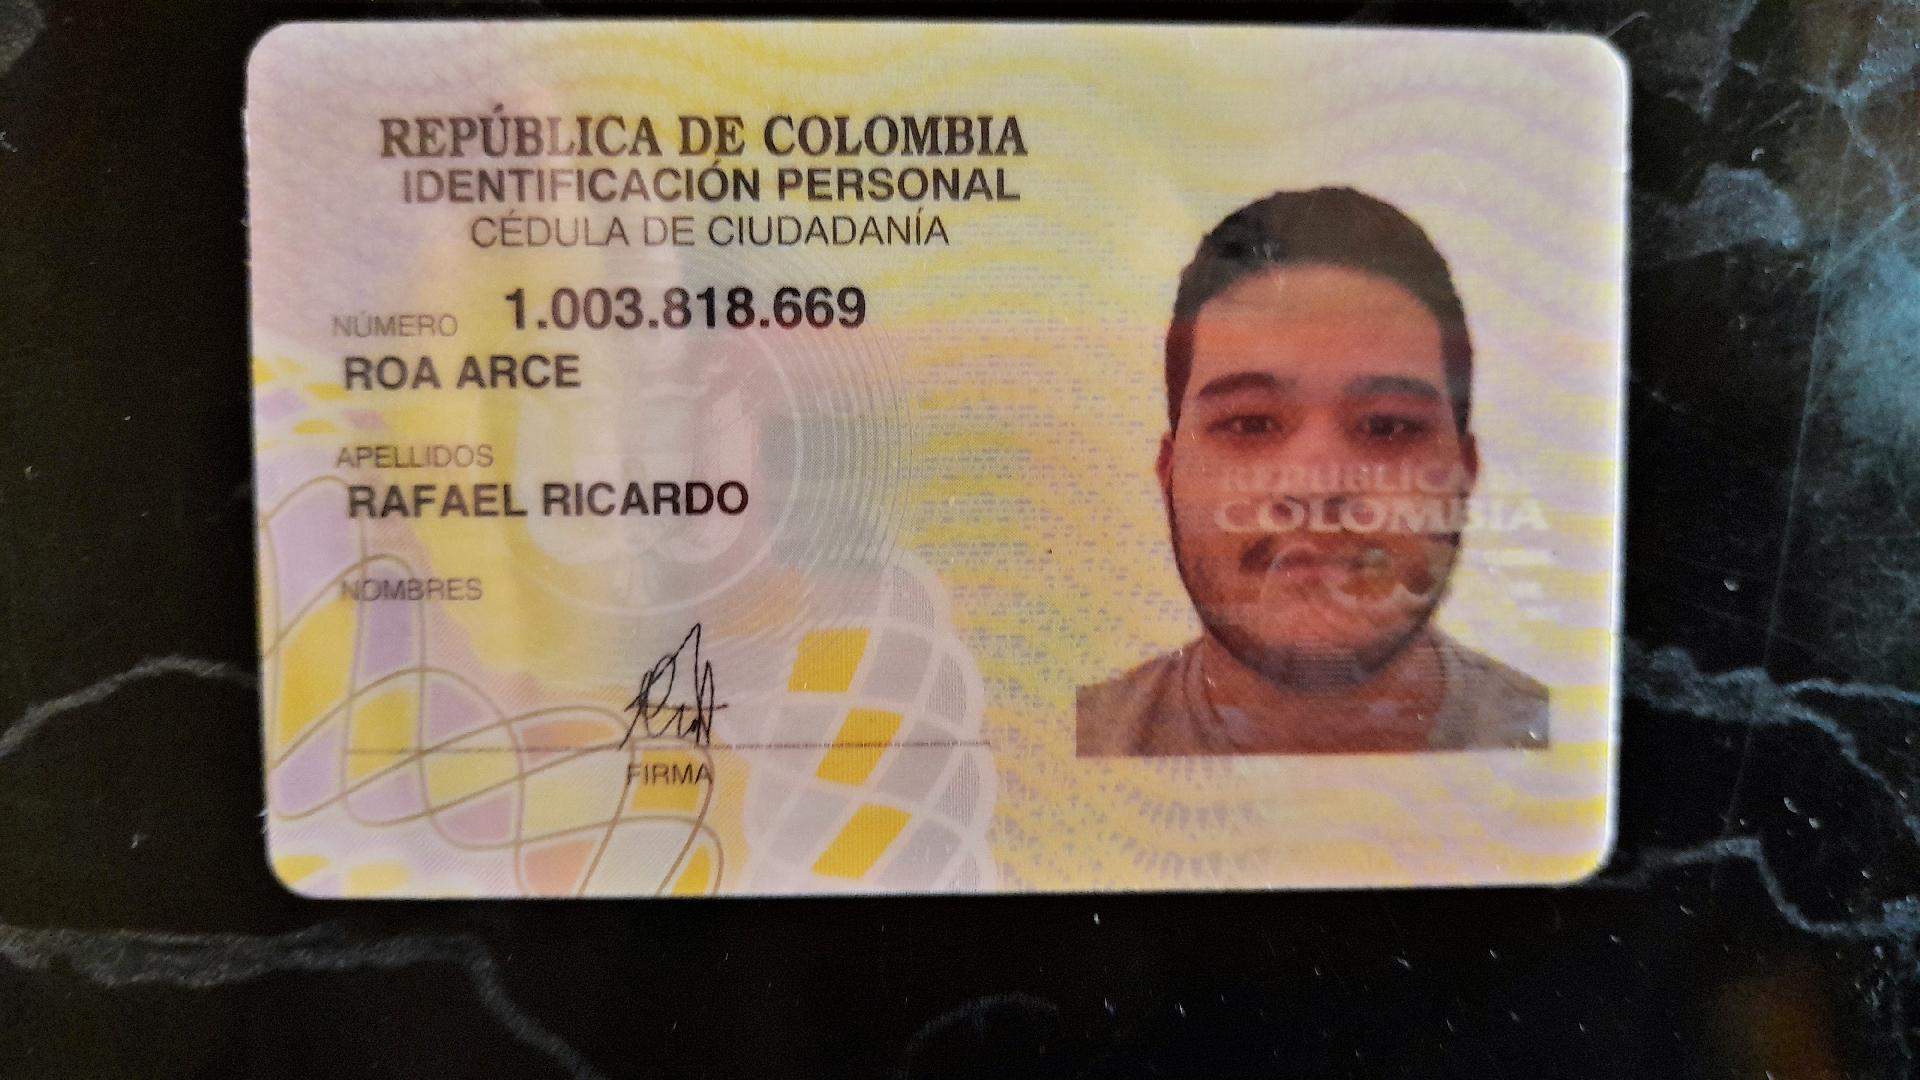 REPÚBLICA DE COLOMBIA
IDENTIFICACIÓN PERSONAL
CÉDULA DE CIUDADANÍA
NÚMERO 1.003.818.669
ROA ARCE
APELLIDOS
RAFAEL RICARDO
NOMBRES
FIRMA
REPÚBLICA DE
COLOMBIA